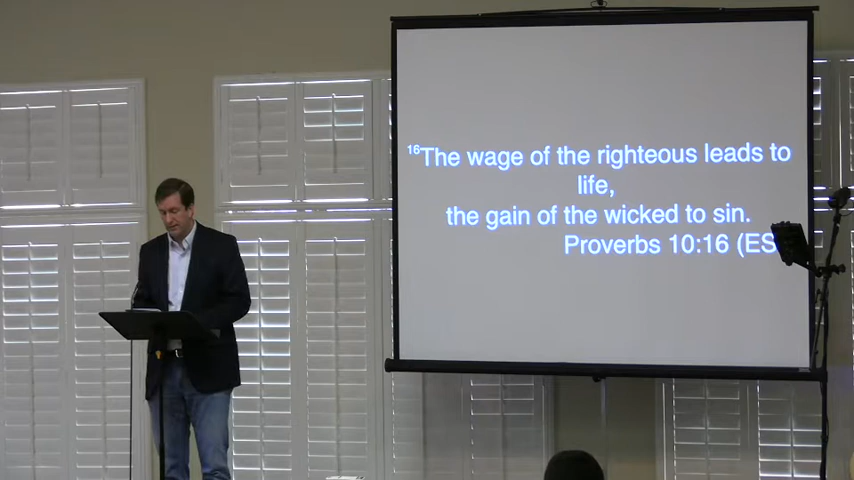 ¹⁶The wage of the righteous leads to
life,
the gain of the wicked to sin.
Proverbs 10:16 (ES